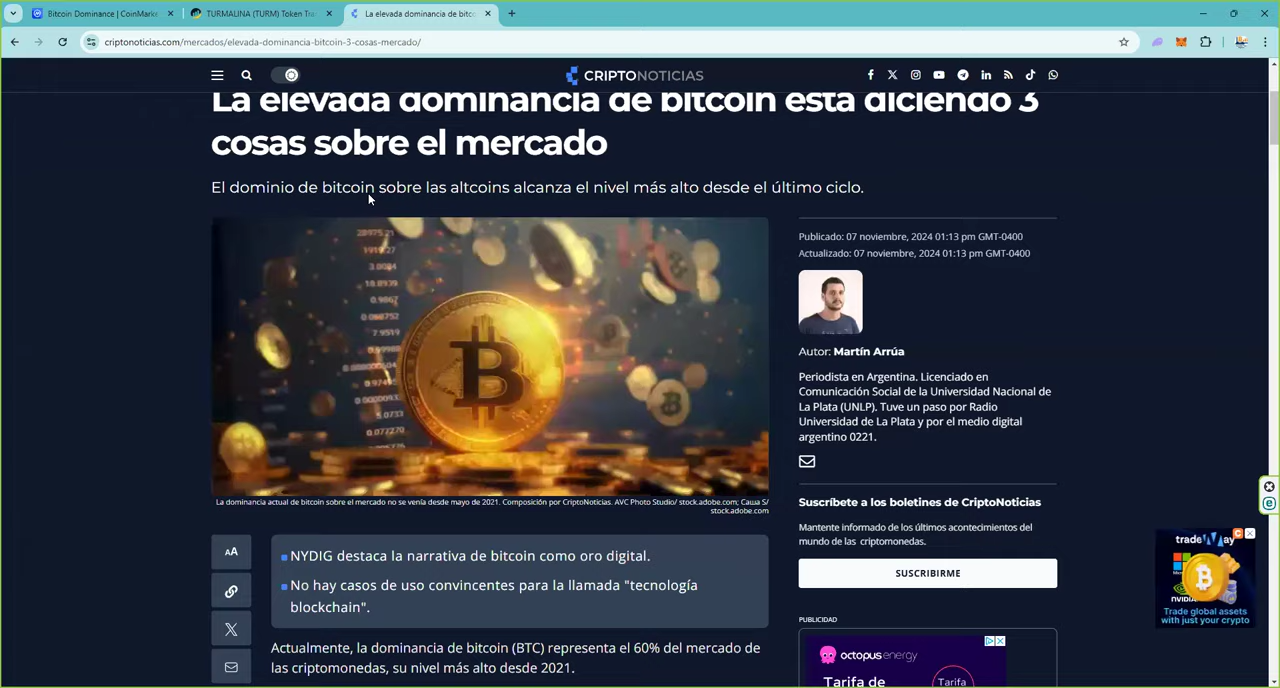 Bitcoin Dominance | CoinMarke
TURMALINA (TURM) Token Tra
La elevada dominancia de bitco
criptonoticias.com/mercados/elevada-dominancia-bitcoin-3-cosas-mercado/
CRIPTONOTICIAS
La elevada dominancia de bitcoin está diciendo 3
cosas sobre el mercado
El dominio de bitcoin sobre las altcoins alcanza el nivel más alto desde el último ciclo.
Publicado: 07 noviembre, 2024 01:13 pm GMT-0400
Actualizado: 07 noviembre, 2024 01:13 pm GMT-0400
Autor: Martín Arrúa
Periodista en Argentina. Licenciado en
Comunicación Social de la Universidad Nacional de
La Plata (UNLP). Tuve un paso por Radio
Universidad de La Plata y por el medio digital
argentino 0221.
La dominancia actual de bitcoin sobre el mercado no se venía desde mayo de 2021. Composición por CriptoNoticias. AVC Photo Studio/ stock.adobe.com; Саша S/
stock.adobe.com
Suscríbete a los boletines de CriptoNoticias
Mantente informado de los últimos acontecimientos del
mundo de las criptomonedas.
SUSCRIBIRME
AA
NYDIG destaca la narrativa de bitcoin como oro digital.
No hay casos de uso convincentes para la llamada "tecnología
blockchain".
Actualmente, la dominancia de bitcoin (BTC) representa el 60% del mercado de
las criptomonedas, su nivel más alto desde 2021.
PUBLICIDAD
octopus energy
Tarifa de
Tarifa
Trade global assets
with just your crypto